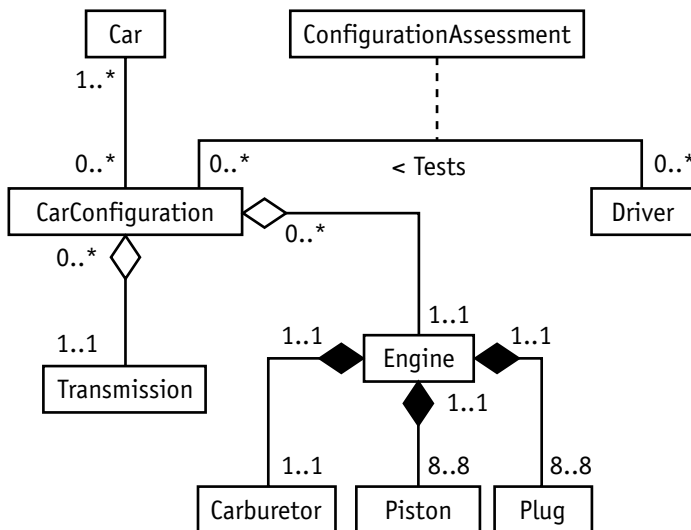 Car
ConfigurationAssessment
1..*
0..*
0..*
< Tests
0..*
CarConfiguration
Driver
0..*
0..*
1..1
1..1
1..1
Engine
1..1
Transmission
1..1
1..1
8..8
8..8
Carburetor
Piston
Plug